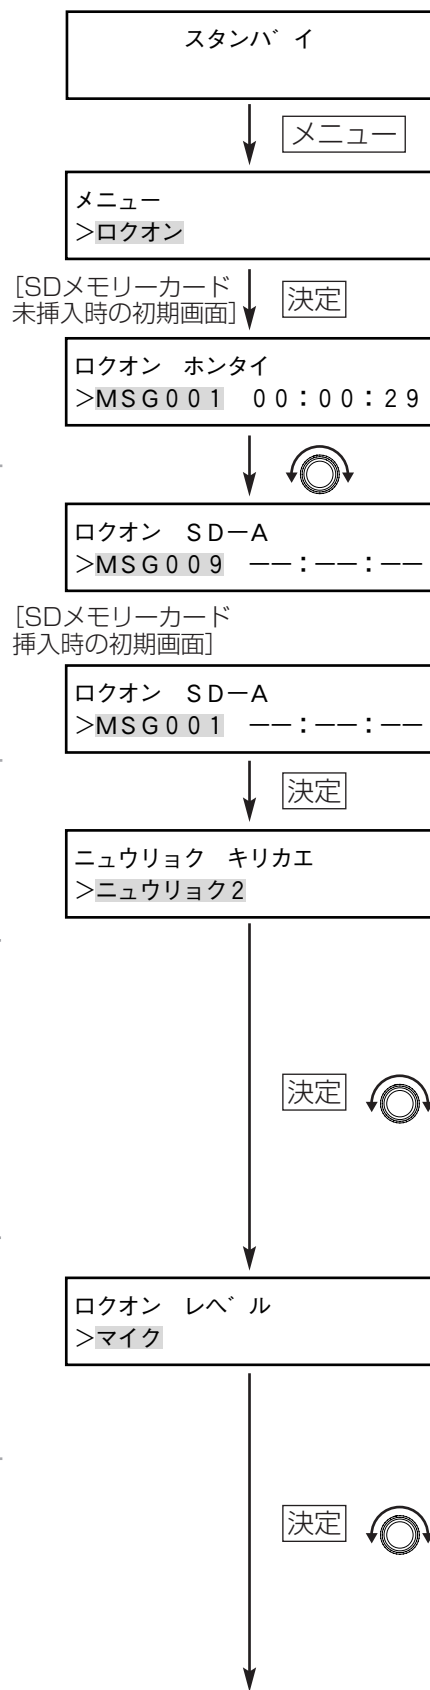 スタンバ゛イ
メニュー
メニュー
>ロクオン
[SDメモリーカード
未挿入時の初期画面]
決定
ロクオン ホンタイ
>MSG001 00:00:29
ロクオン SD-A
>MSG009 --:--:--
[SDメモリーカード
挿入時の初期画面]
ロクオン SD-A
>MSG001 --:--:--
決定
ニュウリョク キリカエ
>ニュウリョク2
決定
ロクオン レヘ゛ル
>マイク
決定